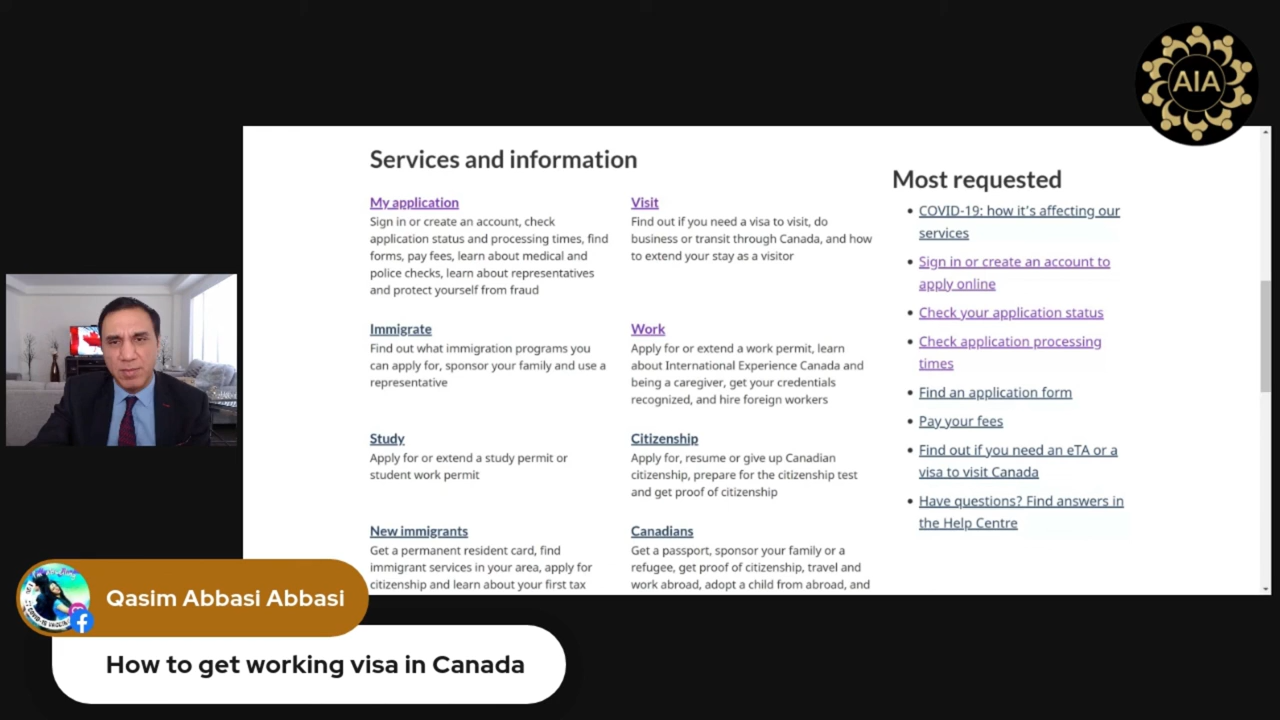 AIA
Services and information
My application
Sign in or create an account, check
application status and processing times, find
forms, pay fees, learn about medical and
police checks, learn about representatives
and protect yourself from fraud
Visit
Find out if you need a visa to visit, do
business or transit through Canada, and how
to extend your stay as a visitor
Immigrate
Find out what immigration programs you
can apply for, sponsor your family and use a
representative
Work
Apply for or extend a work permit, learn
about International Experience Canada and
being a caregiver, get your credentials
recognized, and hire foreign workers
Study
Apply for or extend a study permit or
student work permit
Citizenship
Apply for, resume or give up Canadian
citizenship, prepare for the citizenship test
and get proof of citizenship
New immigrants
Get a permanent resident card, find
immigrant services in your area, apply for
citizenship and learn about your first tax
Canadians
Get a passport, sponsor your family or a
refugee, get proof of citizenship, travel and
work abroad, adopt a child from abroad, and
Most requested
COVID-19: how it's affecting our
services
Sign in or create an account to
apply online
Check your application status
Check application processing
times
Find an application form
Pay your fees
Find out if you need an eTA or a
visa to visit Canada
Have questions? Find answers in
the Help Centre
Qasim Abbasi Abbasi
How to get working visa in Canada